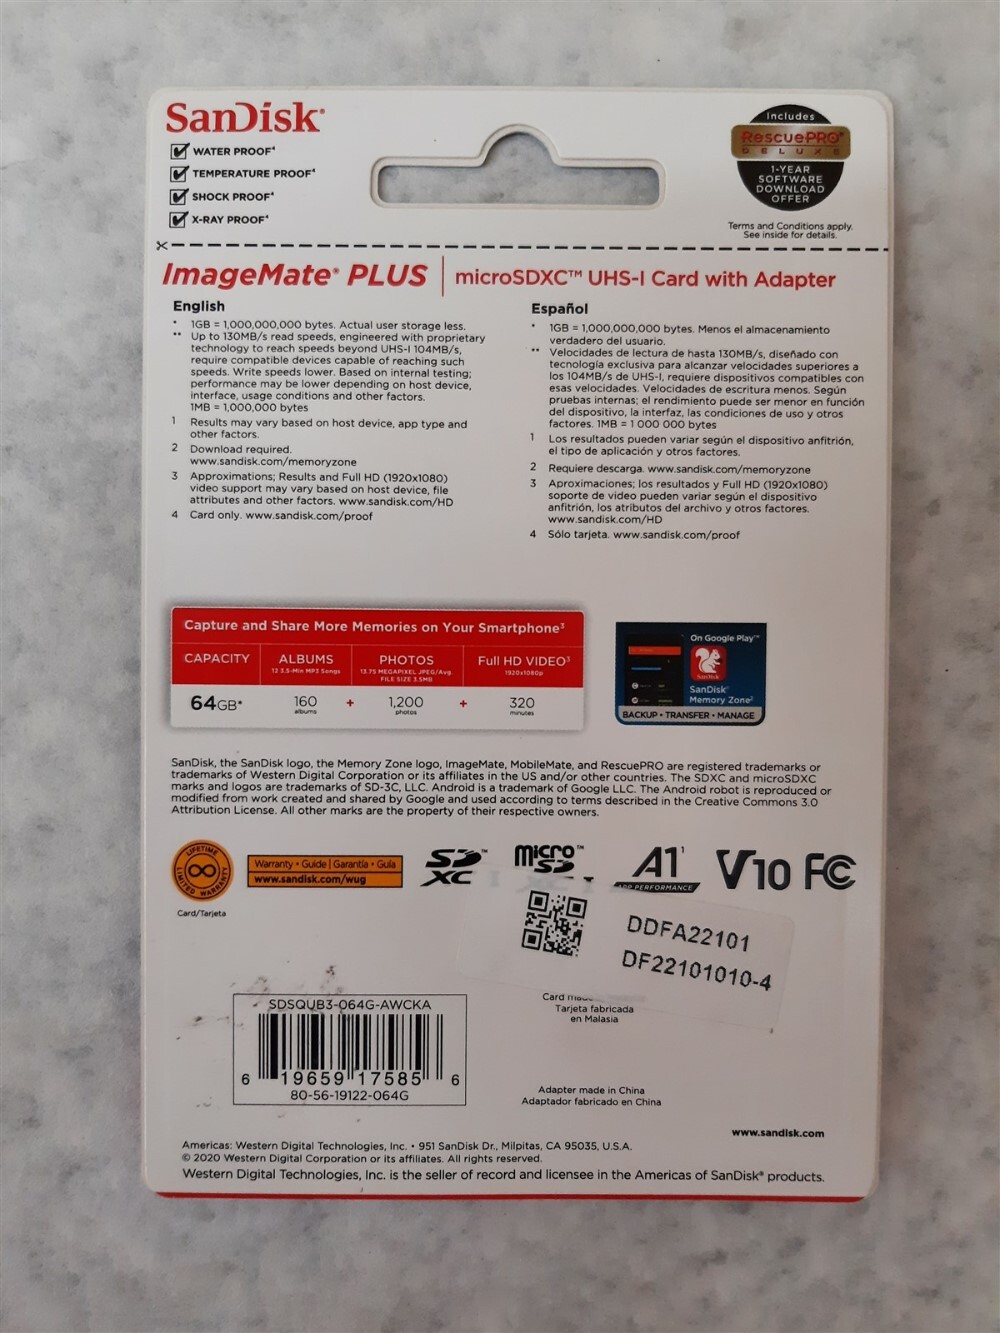 SanDisk®
WATER PROOF⁴
TEMPERATURE PROOF⁴
SHOCK PROOF⁴
X-RAY PROOF⁴
Includes
RescuePRO®
DELUXE
1-YEAR
SOFTWARE
DOWNLOAD
OFFER
Terms and Conditions apply.
See inside for details.
ImageMate® PLUS
microSDXC™ UHS-I Card with Adapter
English
* 1GB = 1,000,000,000 bytes. Actual user storage less.
** Up to 130MB/s read speeds, engineered with proprietary
technology to reach speeds beyond UHS-I 104MB/s,
require compatible devices capable of reaching such
speeds. Write speeds lower. Based on internal testing;
performance may be lower depending on host device,
interface, usage conditions and other factors.
1MB = 1,000,000 bytes
1 Results may vary based on host device, app type and
other factors.
2 Download required.
www.sandisk.com/memoryzone
3 Approximations; Results and Full HD (1920x1080)
video support may vary based on host device, file
attributes and other factors. www.sandisk.com/HD
4 Card only. www.sandisk.com/proof
Español
* 1GB = 1,000,000,000 bytes. Menos el almacenamiento
verdadero del usuario.
** Velocidades de lectura de hasta 130MB/s, diseñado con
tecnología exclusiva para alcanzar velocidades superiores a
los 104MB/s de UHS-I, requiere dispositivos compatibles con
esas velocidades. Velocidades de escritura menos. Según
pruebas internas; el rendimiento puede ser menor en función
del dispositivo, la interfaz, las condiciones de uso y otros
factores. 1MB = 1 000 000 bytes
1 Los resultados pueden variar según el dispositivo anfitrión,
el tipo de aplicación y otros factores.
2 Requiere descarga. www.sandisk.com/memoryzone
3 Aproximaciones; los resultados y Full HD (1920x1080)
soporte de video pueden variar según el dispositivo
anfitrión, los atributos del archivo y otros factores.
www.sandisk.com/HD
4 Sólo tarjeta. www.sandisk.com/proof
Capture and Share More Memories on Your Smartphone³
CAPACITY
ALBUMS
12 3.5-Min MP3 Songs
PHOTOS
13.75 MEGAPIXEL JPEG/Avg
FILE SIZE 3.5MB
Full HD VIDEO³
1920x1080p
64GB*
160
albums
+
1,200
photos
+
320
minutes
On Google Play™
SanDisk
SanDisk®
Memory Zone²
BACKUP • TRANSFER • MANAGE
SanDisk, the SanDisk logo, the Memory Zone logo, ImageMate, MobileMate, and RescuePRO are registered trademarks or
trademarks of Western Digital Corporation or its affiliates in the US and/or other countries. The SDXC and microSDXC
marks and logos are trademarks of SD-3C, LLC. Android is a trademark of Google LLC. The Android robot is reproduced or
modified from work created and shared by Google and used according to terms described in the Creative Commons 3.0
Attribution License. All other marks are the property of their respective owners.
LIFETIME
LIMITED WARRANTY
Card/Tarjeta
Warranty • Guide | Garantía • Guía
www.sandisk.com/wug
SD™
XC
micro™
SD
A1¹
APP PERFORMANCE
V10 FC
DDFA22101
DF22101010-4
Card
Tarjeta fabricada
en Malasia
SDSQUB3-064G-AWCKA
6 19659 17585 6
80-56-19122-064G
Adapter made in China
Adaptador fabricado en China
www.sandisk.com
Americas: Western Digital Technologies, Inc. • 951 SanDisk Dr., Milpitas, CA 95035, U.S.A.
© 2020 Western Digital Corporation or its affiliates. All rights reserved.
Western Digital Technologies, Inc. is the seller of record and licensee in the Americas of SanDisk® products.